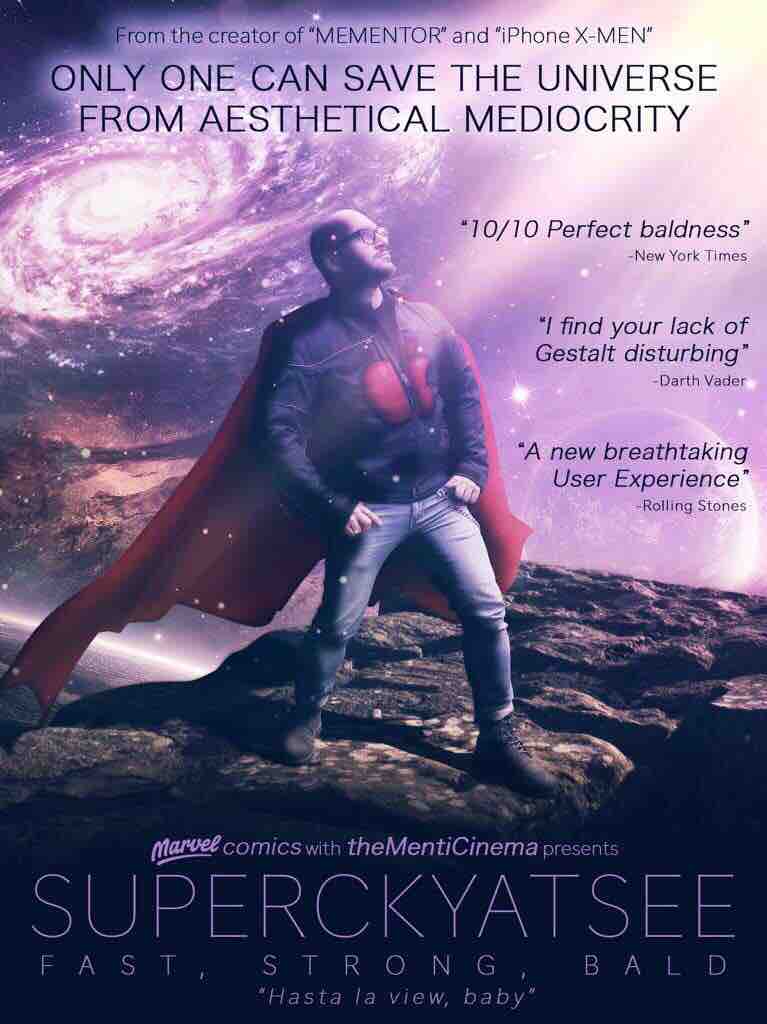 From the creator of “MEMENTOR” and “iPhone X-MEN”
ONLY ONE CAN SAVE THE UNIVERSE
FROM AESTHETICAL MEDIOCRITY
“10/10 Perfect baldness”
-New York Times
“I find your lack of
Gestalt disturbing”
-Darth Vader
“A new breathtaking
User Experience”
-Rolling Stones
Marvel comics with theMentiCinema presents
SUPERCKYATSEE
FAST, STRONG, BALD
“Hasta la view, baby”